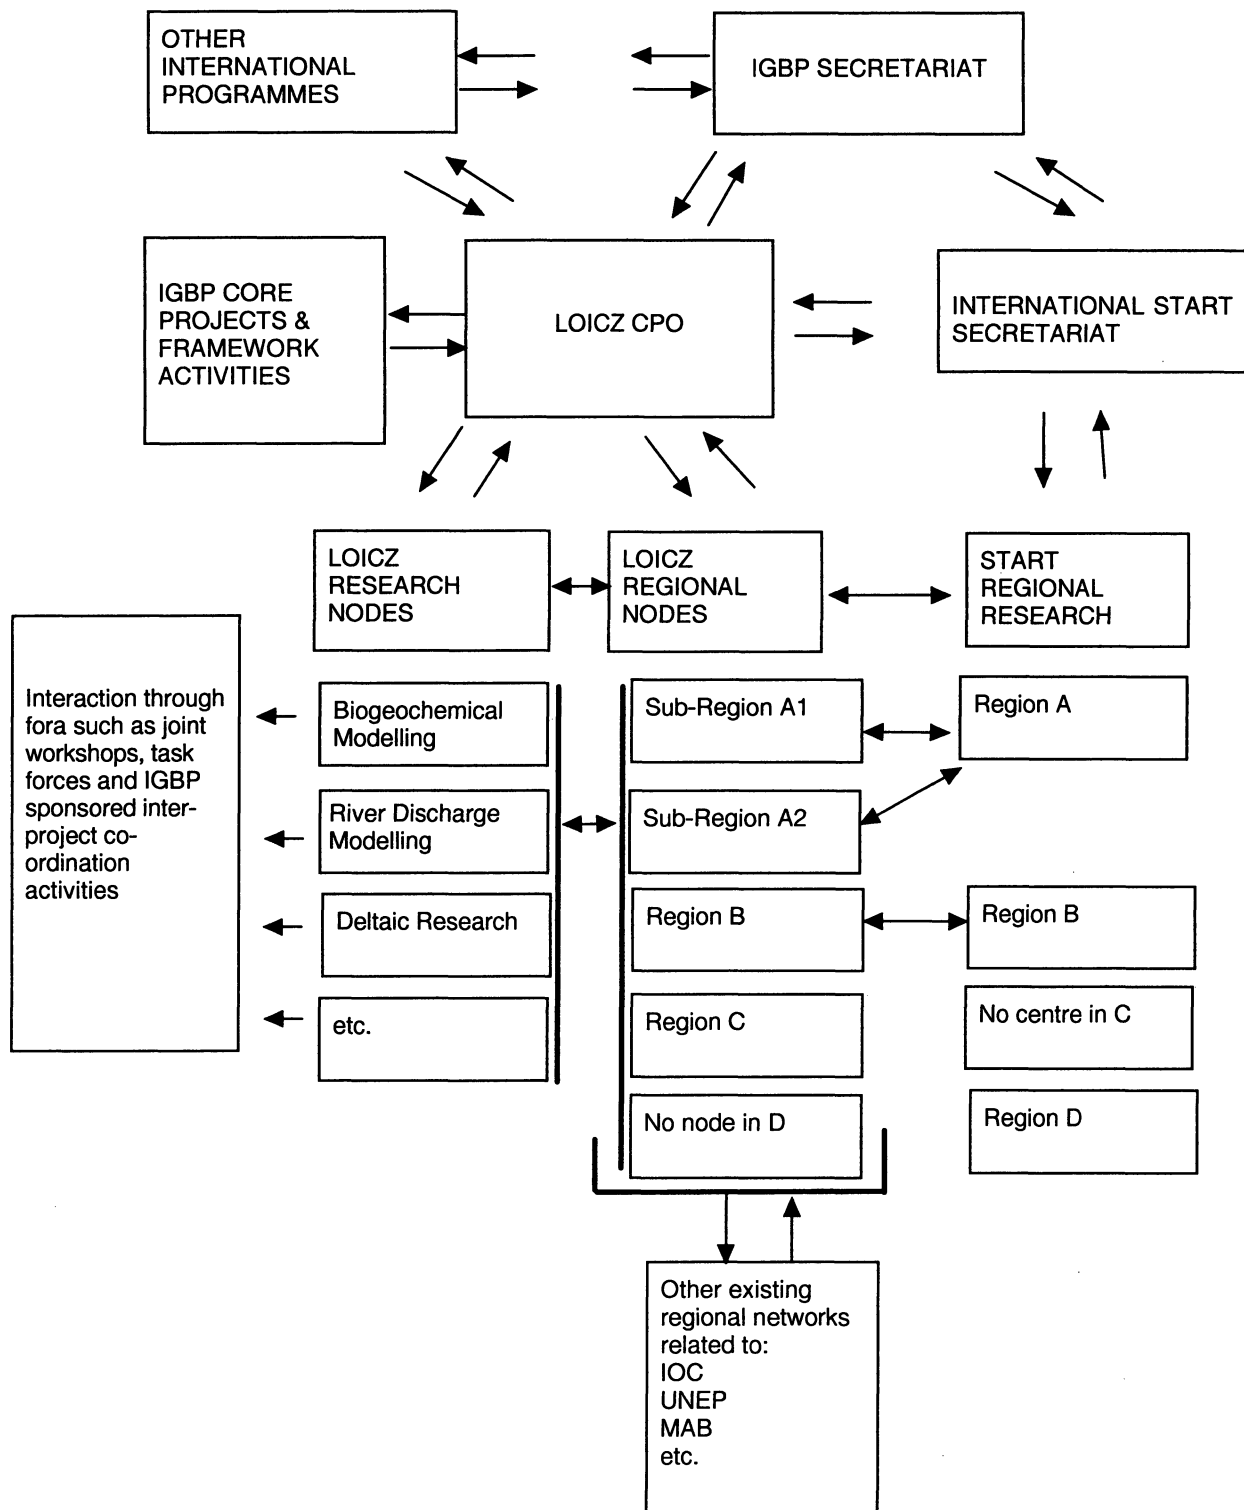 OTHER
INTERNATIONAL
PROGRAMMES
IGBP SECRETARIAT
IGBP CORE
PROJECTS &
FRAMEWORK
ACTIVITIES
LOICZ CPO
INTERNATIONAL START
SECRETARIAT
LOICZ
RESEARCH
NODES
LOICZ
REGIONAL
NODES
START
REGIONAL
RESEARCH
Interaction through
fora such as joint
workshops, task
forces and IGBP
sponsored inter-
project co-
ordination
activities
Biogeochemical
Modelling
River Discharge
Modelling
Deltaic Research
etc.
Sub-Region A1
Sub-Region A2
Region B
Region C
No node in D
Region A
Region B
No centre in C
Region D
Other existing
regional networks
related to:
IOC
UNEP
MAB
etc.